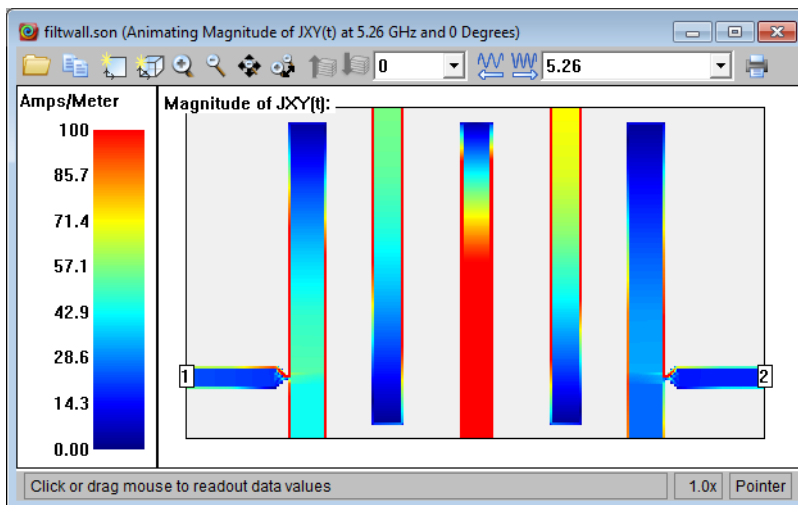 filtwall.son (Animating Magnitude of JXY(t) at 5.26 GHz and 0 Degrees)
0
5.26
Amps/Meter
Magnitude of JXY(t):
100
85.7
71.4
57.1
42.9
28.6
14.3
0.00
1
2
Click or drag mouse to readout data values
1.0x
Pointer